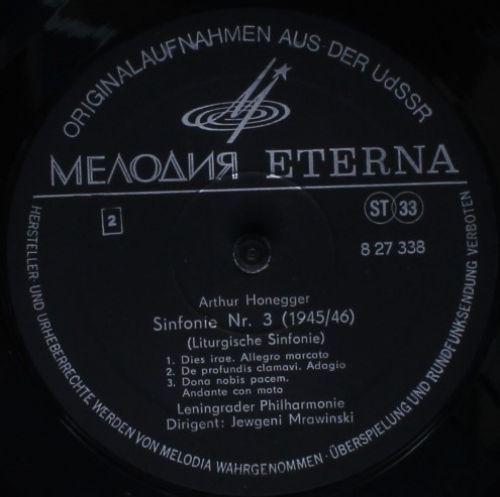 ORIGINALAUFNAHMEN AUS DER UdSSR
МЕЛОДИЯ ETERNA
2
ST 33
8 27 338
Arthur Honegger
Sinfonie Nr. 3 (1945/46)
(Liturgische Sinfonie)
1. Dies irae. Allegro marcato
2. De profundis clamavi. Adagio
3. Dona nobis pacem.
Andante con moto
Leningrader Philharmonie
Dirigent: Jewgeni Mrawinski
HERSTELLER- UND URHEBERRECHTE WERDEN VON MELODIA WAHRGENOMMEN · ÜBERSPIELUNG UND RUNDFUNKSENDUNG VERBOTEN